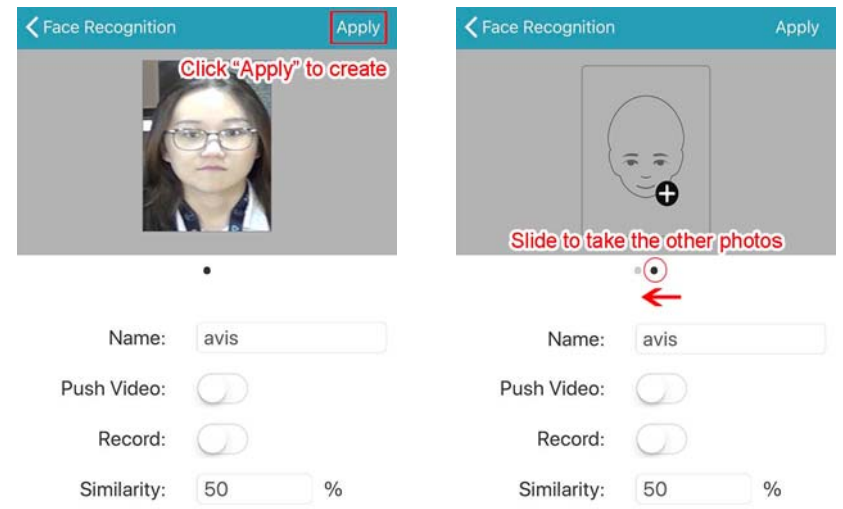 Face Recognition Apply
Click "Apply" to create
Name: avis
Push Video:
Record:
Similarity: 50 %
Face Recognition Apply
Slide to take the other photos
Name: avis
Push Video:
Record:
Similarity: 50 %